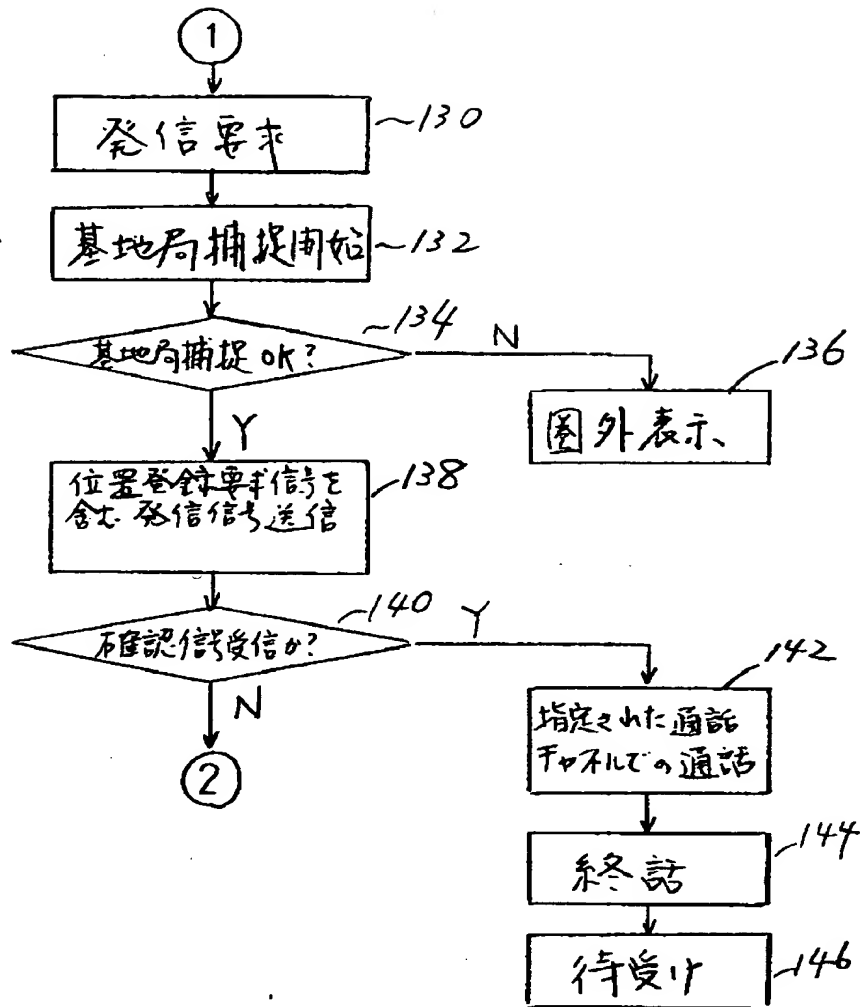 1
発信要求
~130
基地局捕捉開始
~132
基地局捕捉OK?
134
N
136
圏外表示
Y
位置登録要求信号を
含む発信信号送信
138
確認信号受信か?
140
Y
142
指定された通話
チャネルでの通話
N
2
終話
144
待受け
146